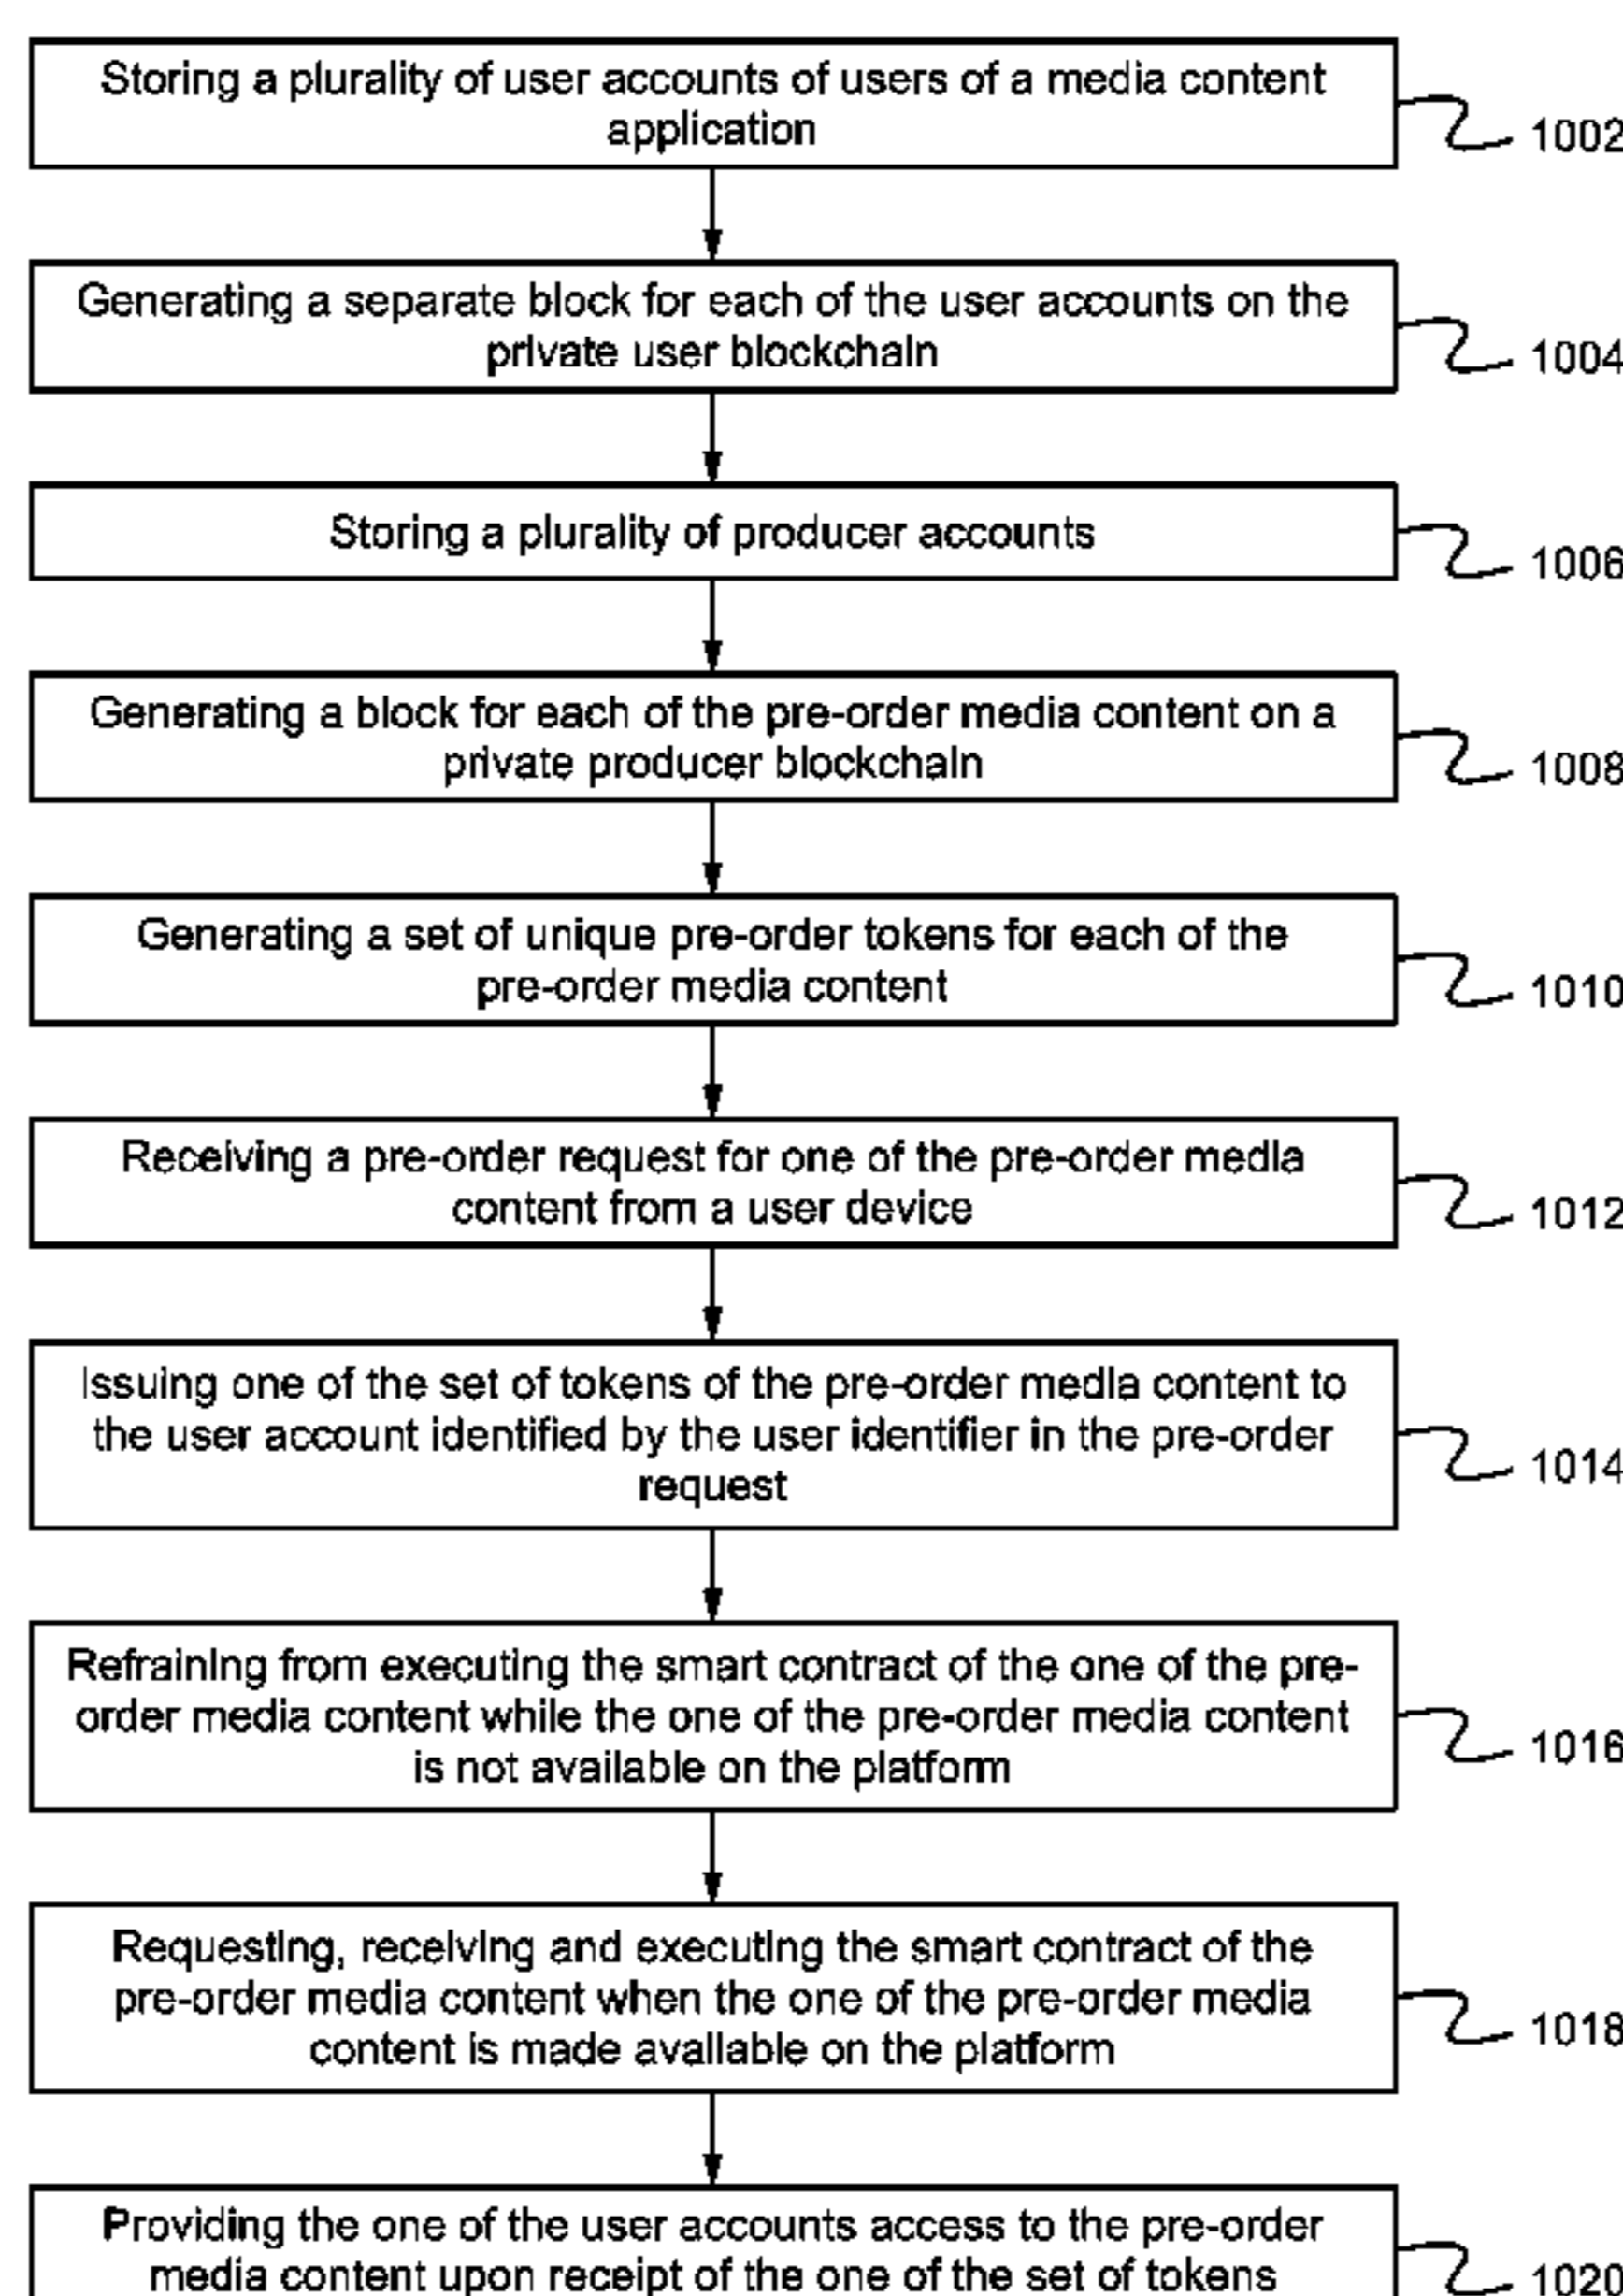 Storing a plurality of user accounts of users of a media content
application
1002
Generating a separate block for each of the user accounts on the
private user blockchain
1004
Storing a plurality of producer accounts
1006
Generating a block for each of the pre-order media content on a
private producer blockchain
1008
Generating a set of unique pre-order tokens for each of the
pre-order media content
1010
Receiving a pre-order request for one of the pre-order media
content from a user device
1012
Issuing one of the set of tokens of the pre-order media content to
the user account identified by the user identifier in the pre-order
request
1014
Refraining from executing the smart contract of the one of the pre-
order media content while the one of the pre-order media content
is not available on the platform
1016
Requesting, receiving and executing the smart contract of the
pre-order media content when the one of the pre-order media
content is made available on the platform
1018
Providing the one of the user accounts access to the pre-order
media content upon receipt of the one of the set of tokens
1020